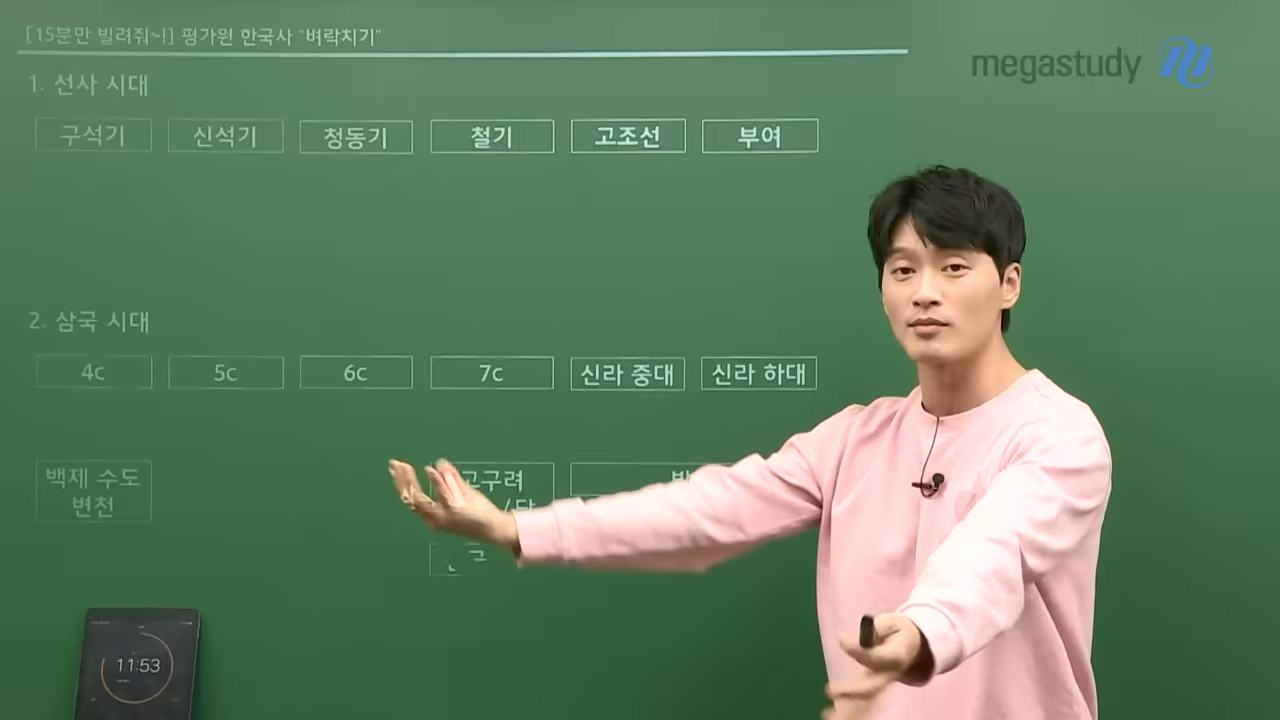 [15분만 빌려줘~!] 평가원 한국사 "벼락치기"
megastudy
1. 선사 시대
구석기 신석기 청동기 철기 고조선 부여
2. 삼국 시대
4c 5c 6c 7c 신라 중대 신라 하대
백제 수도
변천
고구려
11:53